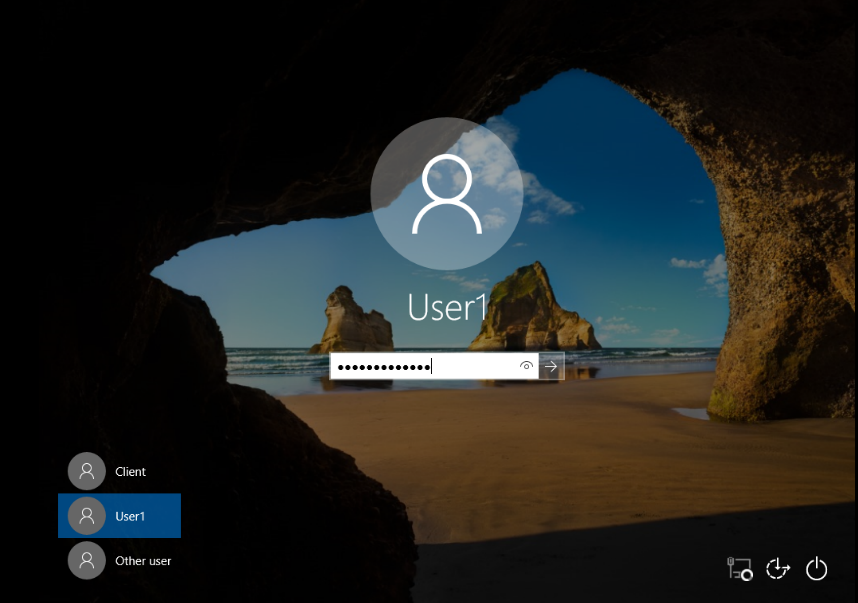 User1
•••••••••••••
Client
User1
Other user